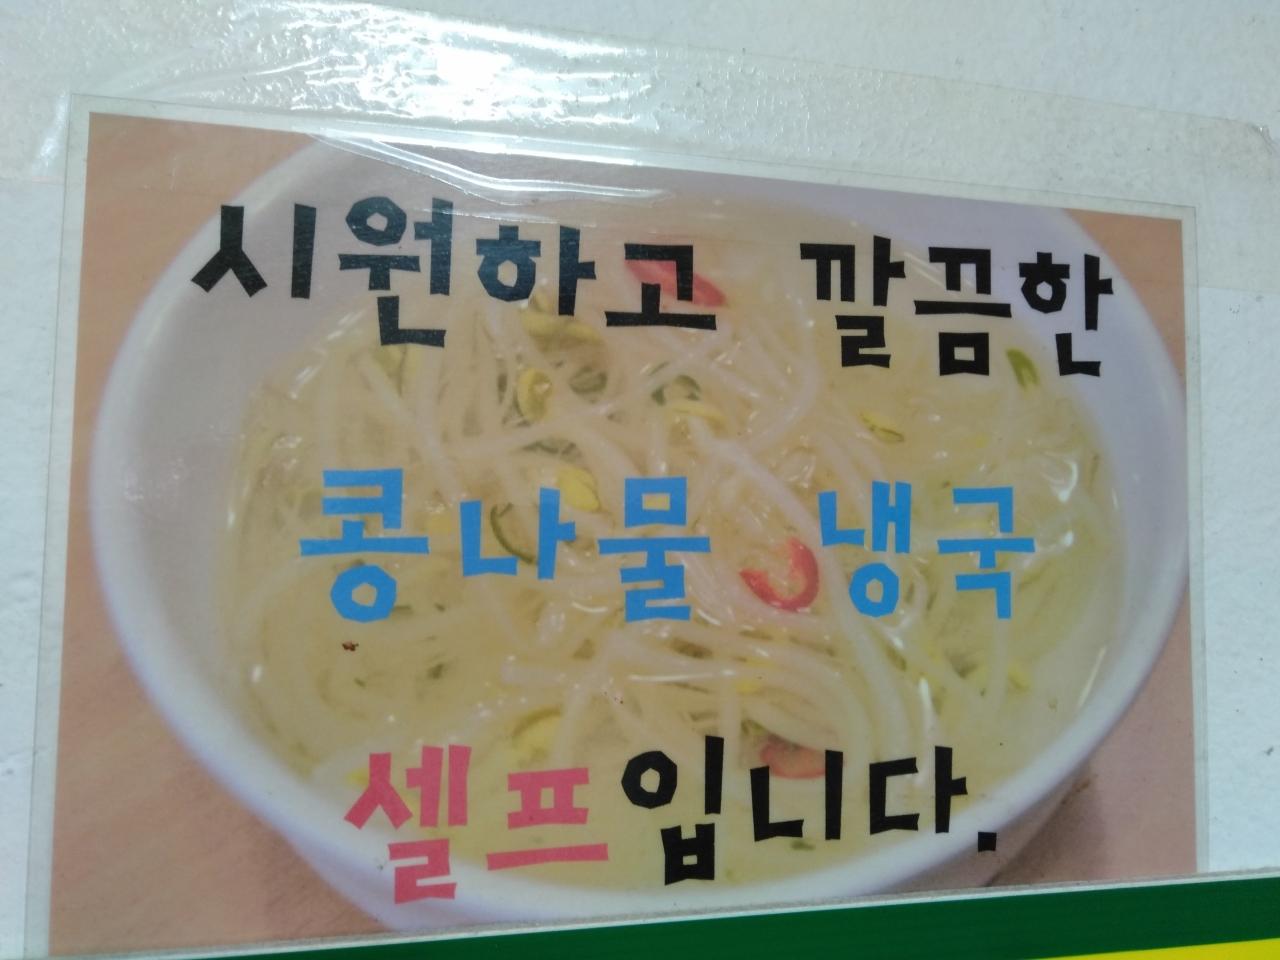 시원하고 깔끔한
콩나물 냉국
셀프입니다.